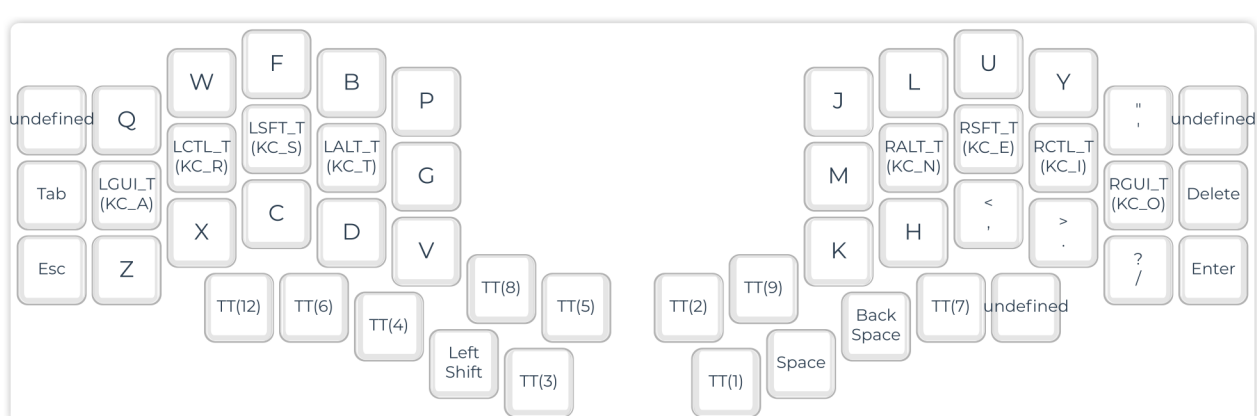 undefined
Q
W
F
B
P
J
L
U
Y
"
'
undefined
Tab
LGUI_T
(KC_A)
LCTL_T
(KC_R)
LSFT_T
(KC_S)
LALT_T
(KC_T)
G
M
RALT_T
(KC_N)
RSFT_T
(KC_E)
RCTL_T
(KC_I)
RGUI_T
(KC_O)
Delete
Esc
Z
X
C
D
V
K
H
<
,
>
.
?
/
Enter
TT(12)
TT(6)
TT(4)
TT(8)
TT(5)
TT(2)
TT(9)
Back
Space
TT(7)
undefined
Left
Shift
TT(3)
TT(1)
Space